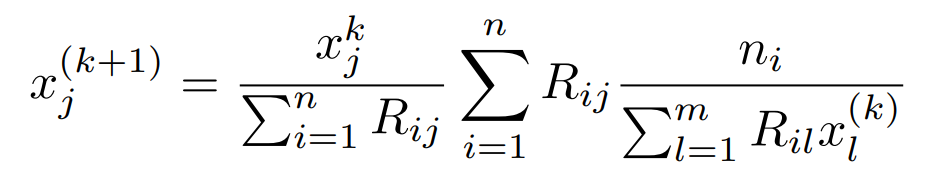 x_j^{(k+1)} = \frac{x_j^k}{\sum_{i=1}^{n} R_{ij}} \sum_{i=1}^{n} R_{ij} \frac{n_i}{\sum_{l=1}^{m} R_{il} x_l^{(k)}}